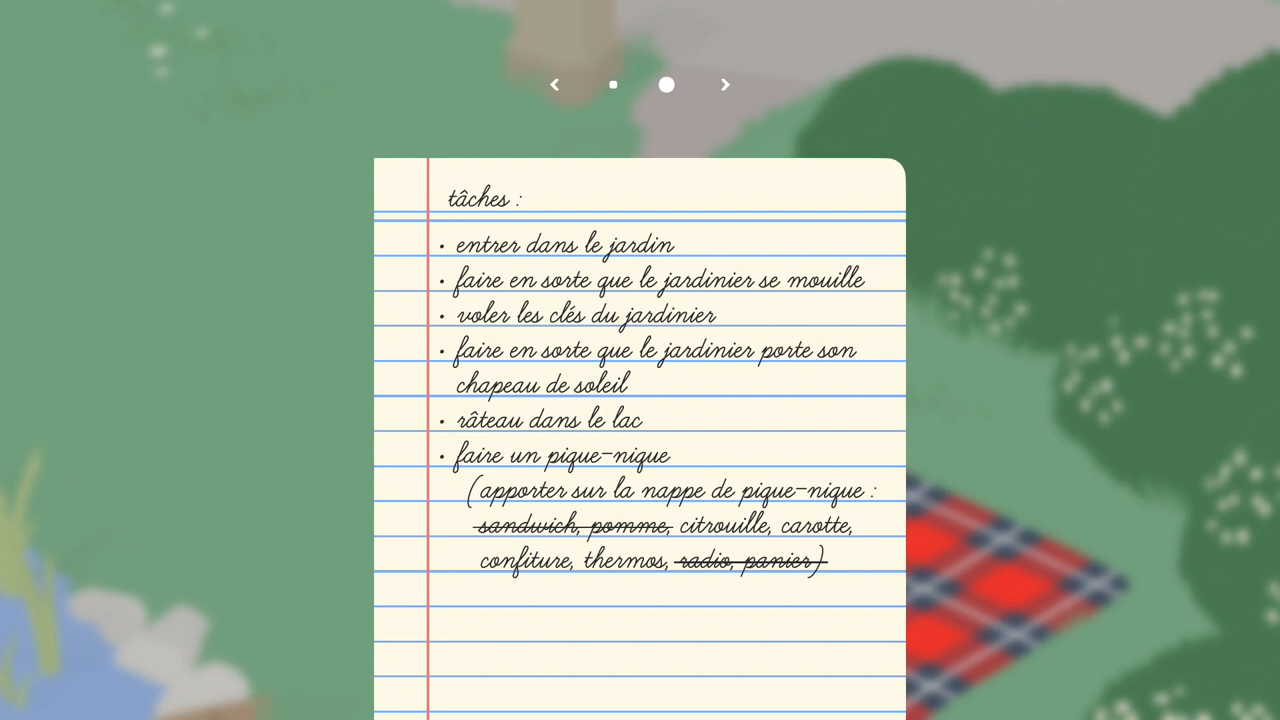 tâches :
• entrer dans le jardin
• faire en sorte que le jardinier se mouille
• voler les clés du jardinier
• faire en sorte que le jardinier porte son
chapeau de soleil
• râteau dans le lac
• faire un pique-nique
(apporter sur la nappe de pique-nique :
sandwich, pomme, citrouille, carotte,
confiture, thermos, radio, panier)